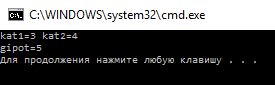 C:\WINDOWS\system32\cmd.exe
kat1=3 kat2=4
gipot=5
Для продолжения нажмите любую клавишу . . .